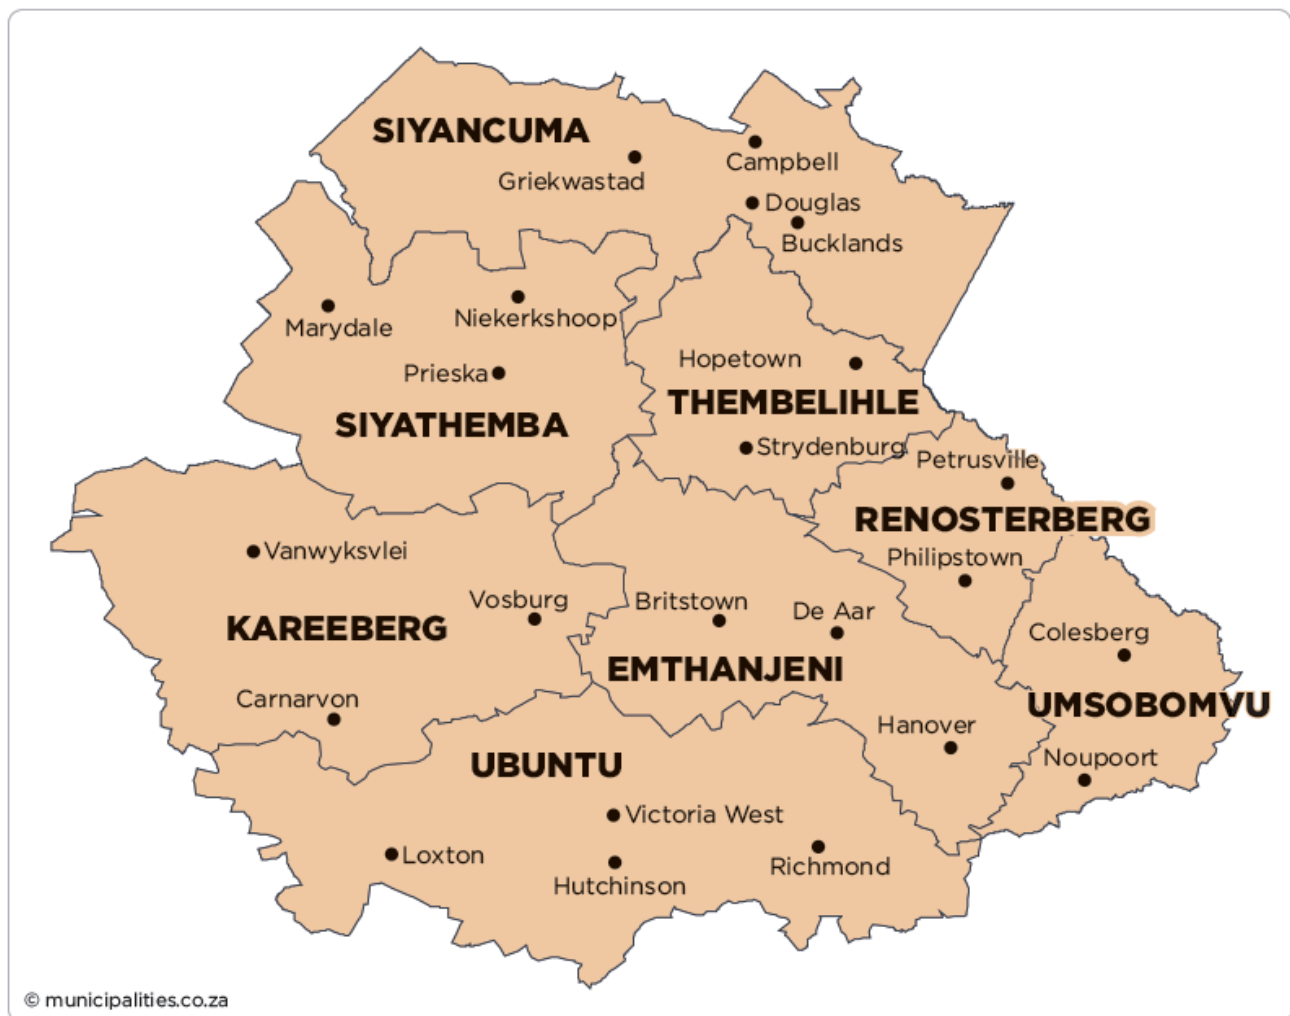 SIYANCUMA
Campbell
Griekwastad
Douglas
Bucklands
Marydale
Niekerkshoop
Hopetown
Prieska
THEMBELIHLE
SIYATHEMBA
Strydenburg
Petrusville
RENOSTERBERG
Vanwyksvlei
Philipstown
Vosburg
Britstown
De Aar
KAREEBERG
Colesberg
EMTHANJENI
Carnarvon
UMSOBOMVU
Hanover
UBUNTU
Noupoort
Victoria West
Loxton
Richmond
Hutchinson
© municipalities.co.za